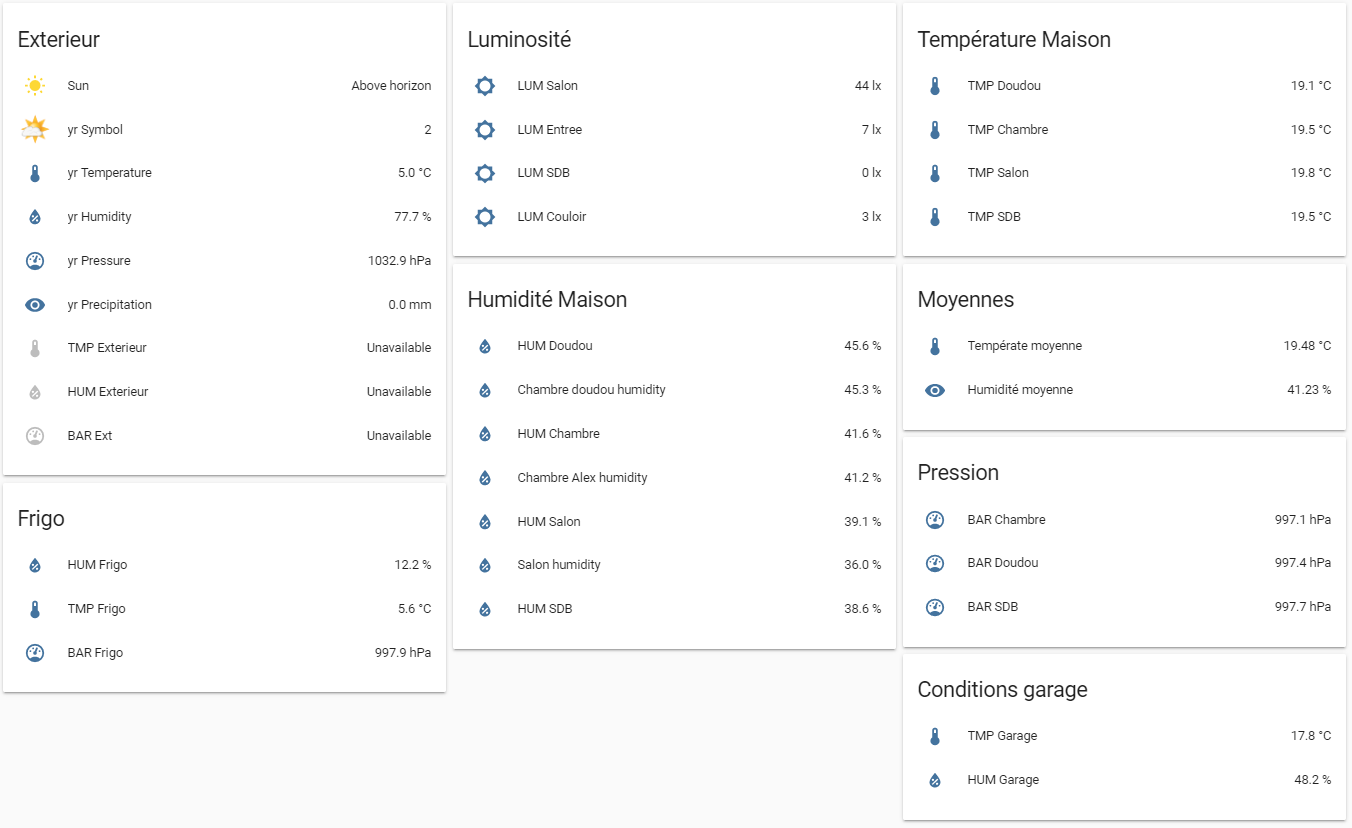 Exterieur
Sun Above horizon
yr Symbol 2
yr Temperature 5.0 °C
yr Humidity 77.7 %
yr Pressure 1032.9 hPa
yr Precipitation 0.0 mm
TMP Exterieur Unavailable
HUM Exterieur Unavailable
BAR Ext Unavailable
Frigo
HUM Frigo 12.2 %
TMP Frigo 5.6 °C
BAR Frigo 997.9 hPa
Luminosité
LUM Salon 44 lx
LUM Entree 7 lx
LUM SDB 0 lx
LUM Couloir 3 lx
Humidité Maison
HUM Doudou 45.6 %
Chambre doudou humidity 45.3 %
HUM Chambre 41.6 %
Chambre Alex humidity 41.2 %
HUM Salon 39.1 %
Salon humidity 36.0 %
HUM SDB 38.6 %
Température Maison
TMP Doudou 19.1 °C
TMP Chambre 19.5 °C
TMP Salon 19.8 °C
TMP SDB 19.5 °C
Moyennes
Températe moyenne 19.48 °C
Humidité moyenne 41.23 %
Pression
BAR Chambre 997.1 hPa
BAR Doudou 997.4 hPa
BAR SDB 997.7 hPa
Conditions garage
TMP Garage 17.8 °C
HUM Garage 48.2 %